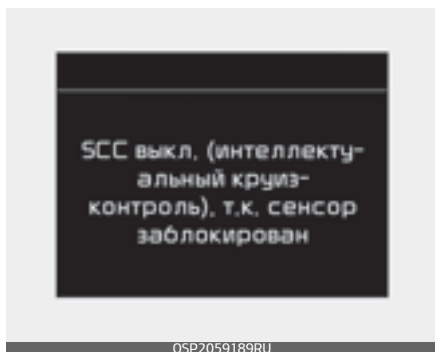 SCC выкл. (интеллекту-
альный круиз-
контроль), т.к. сенсор
заблокирован
OSP2059189RU